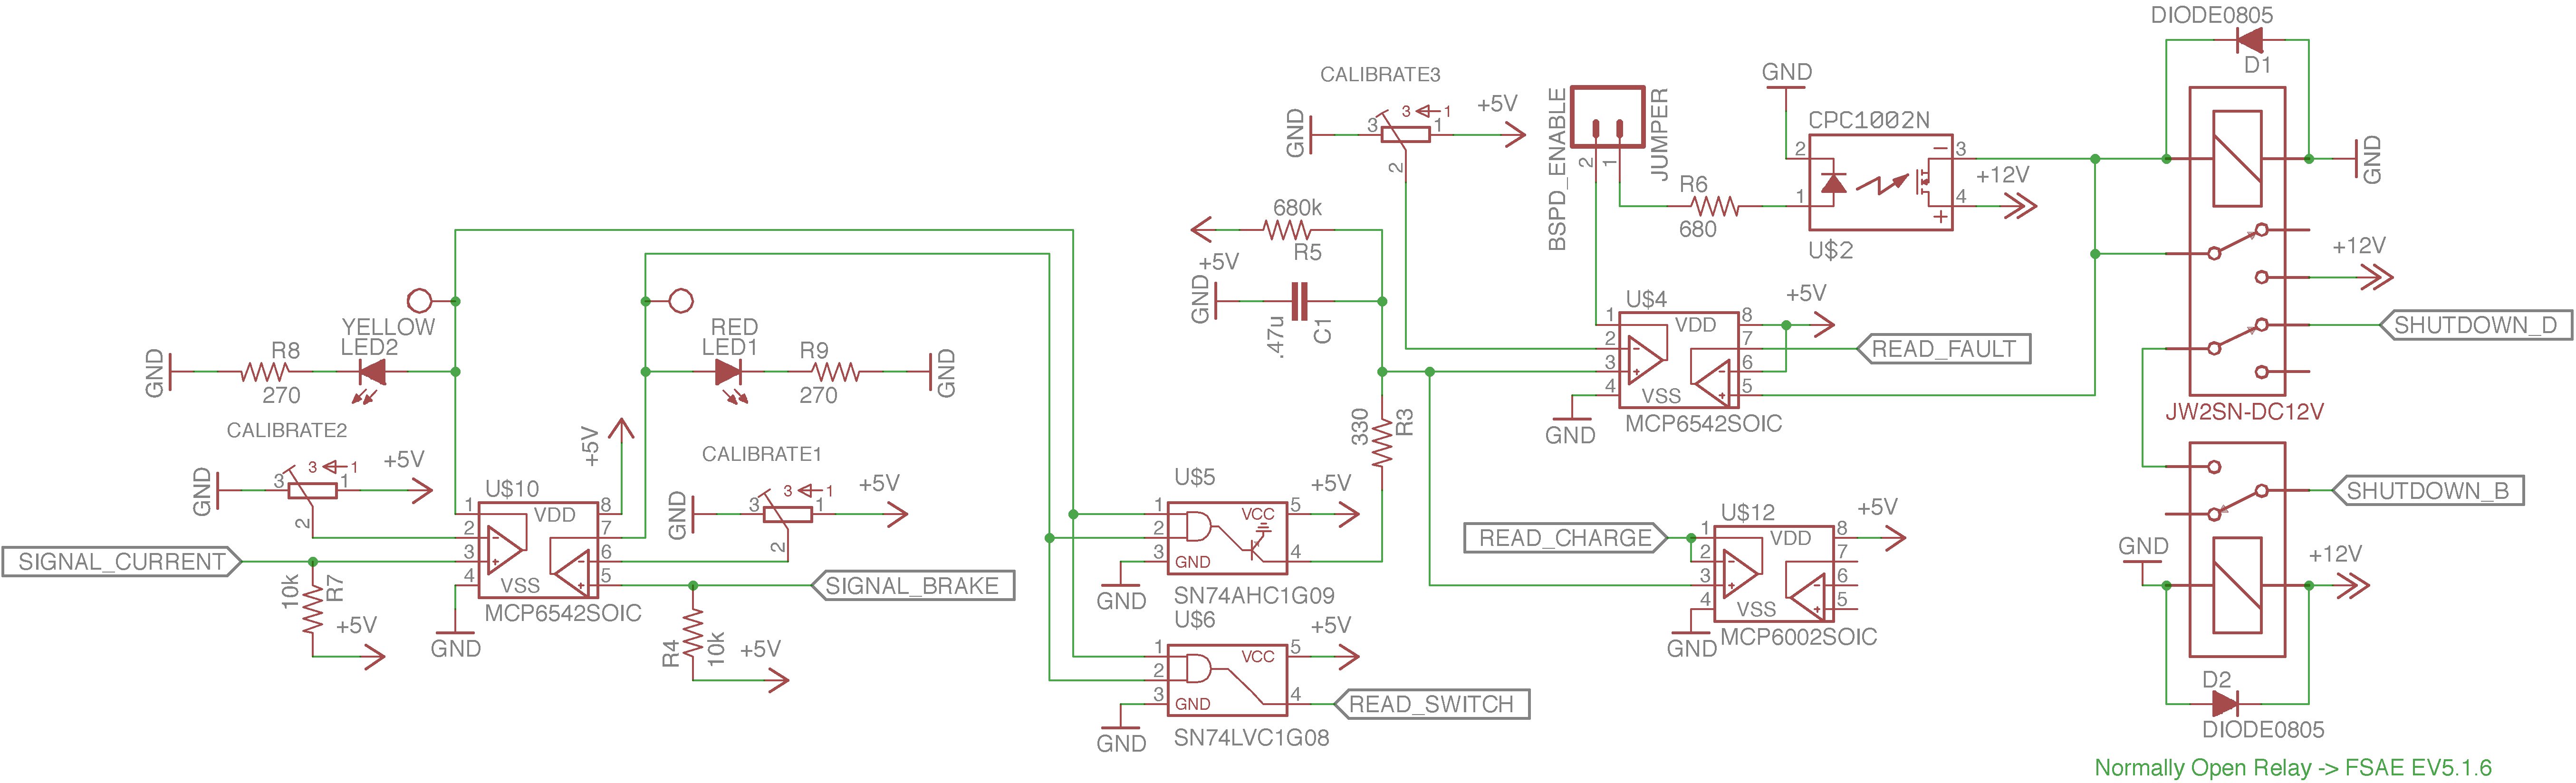 DIODE0805
D1
GND
JW2SN-DC12V
+12V
SHUTDOWN_D
CALIBRATE3
GND
3
3 1
1
2
+5V
BSPD_ENABLE
JUMPER
2
1
GND
CPC1002N
2
1
3
4
U$2
+12V
R6
680
680k
R5
+5V
GND
.47u
C1
U$4
1
2
3
4
VDD
VSS
8
7
6
5
MCP6542SOIC
+5V
GND
READ_FAULT
330
R3
YELLOW
LED2
R8
270
GND
RED
LED1
R9
270
GND
CALIBRATE2
GND
3
3 1
1
2
+5V
U$10
1
2
3
4
VDD
VSS
8
7
6
5
MCP6542SOIC
+5V
GND
SIGNAL_CURRENT
10k
R7
+5V
CALIBRATE1
GND
3
3 1
1
2
+5V
SIGNAL_BRAKE
R4
10k
+5V
U$5
1
2
3
VCC
GND
5
4
SN74AHC1G09
+5V
GND
U$6
1
2
3
VCC
GND
5
4
SN74LVC1G08
+5V
GND
READ_SWITCH
READ_CHARGE
U$12
1
2
3
4
VDD
VSS
8
7
6
5
MCP6002SOIC
+5V
GND
SHUTDOWN_B
GND
+12V
D2
DIODE0805
Normally Open Relay -> FSAE EV5.1.6